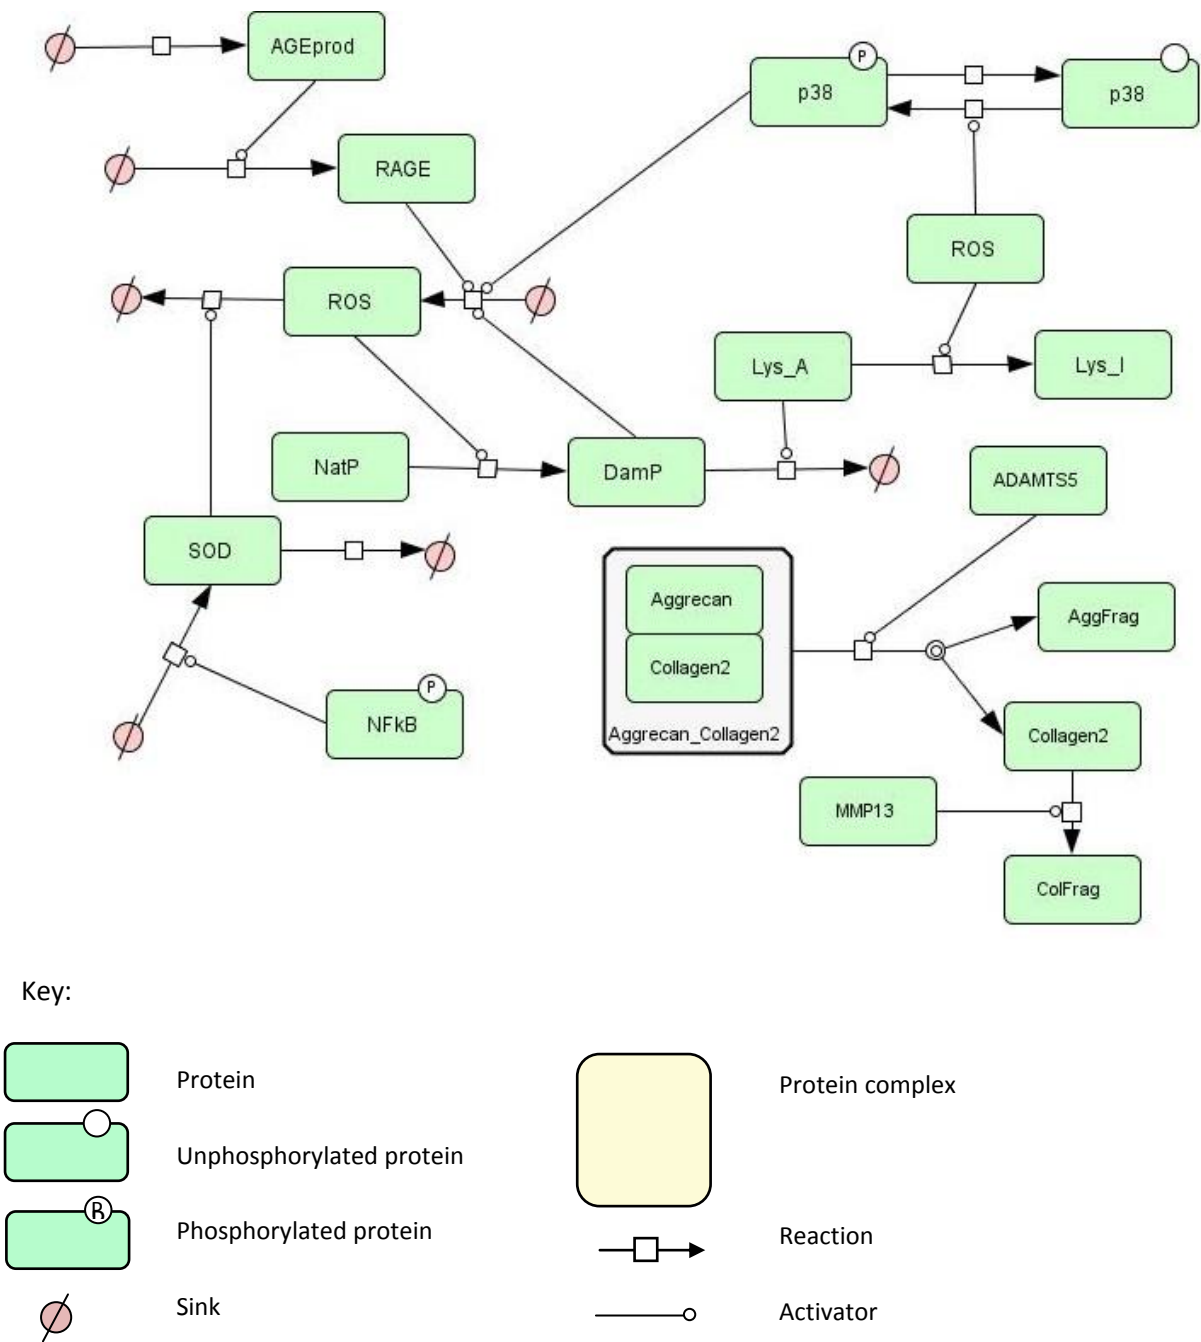 AGEprod
P
p38
p38
RAGE
ROS
ROS
Lys_A
Lys_I
NatP
DamP
ADAMTS5
SOD
Aggrecan
Collagen2
Aggrecan_Collagen2
AggFrag
P
NFkB
Collagen2
MMP13
ColFrag
Key:
Protein
Protein complex
Unphosphorylated protein
Phosphorylated protein
Reaction
Sink
Activator